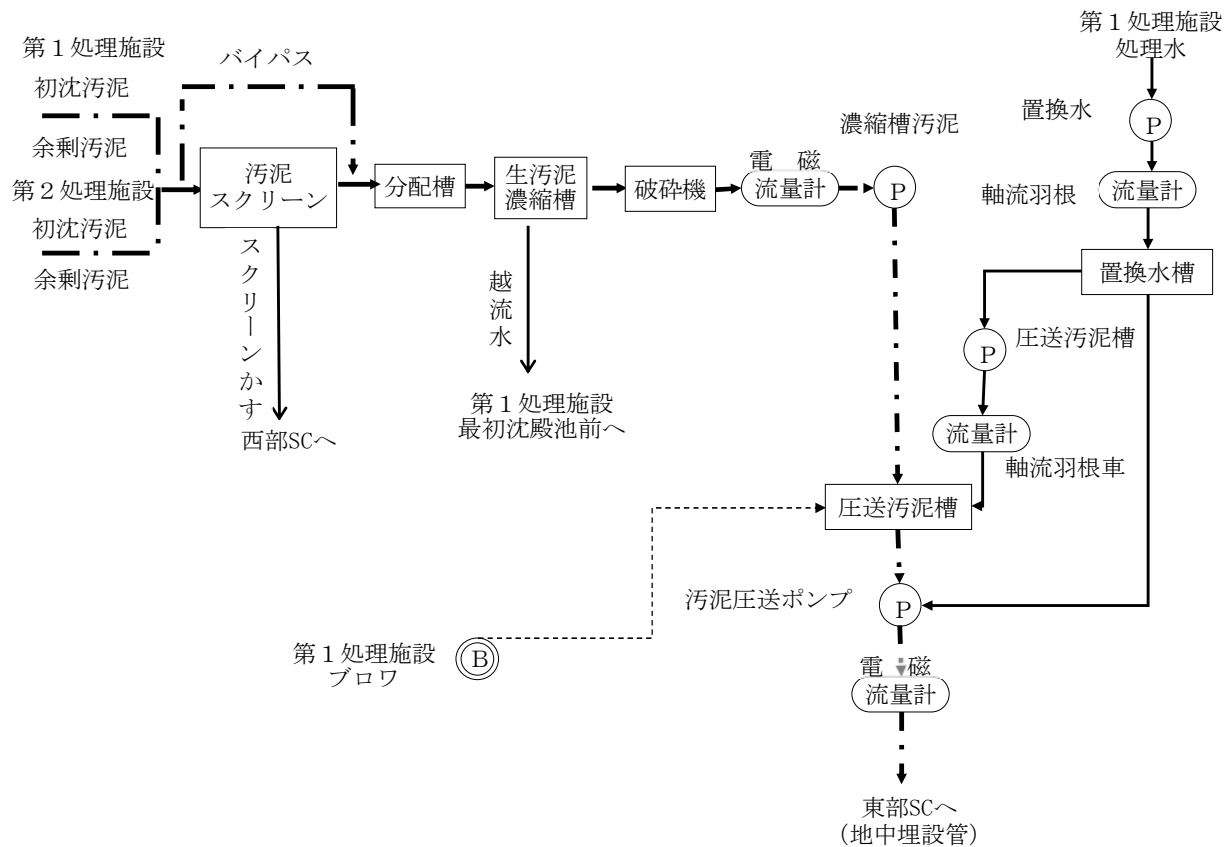 第1処理施設
初沈汚泥
余剰汚泥
第2処理施設
初沈汚泥
余剰汚泥
バイパス
汚泥
スクリーン
スクリーンかす
西部SCへ
分配槽
生汚泥
濃縮槽
越流水
第1処理施設
最初沈殿池前へ
破砕機
電 磁
流量計
濃縮槽汚泥
P
第1処理施設
処理水
置換水
P
軸流羽根
流量計
置換水槽
圧送汚泥槽
P
流量計
軸流羽根車
圧送汚泥槽
汚泥圧送ポンプ
P
第1処理施設
ブロワ
B
電 磁
流量計
東部SCへ
(地中埋設管)